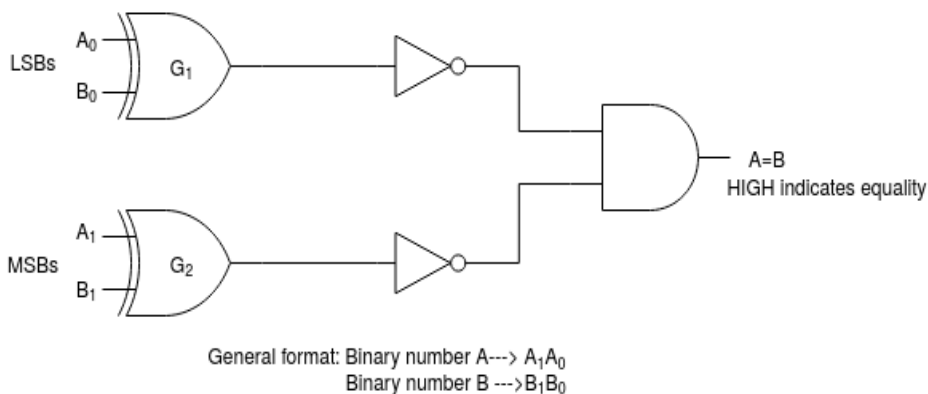 A₀
LSBs
G₁
B₀
A=B
HIGH indicates equality
A₁
MSBs
G₂
B₁
General format: Binary number A---> A₁A₀
Binary number B --->B₁B₀